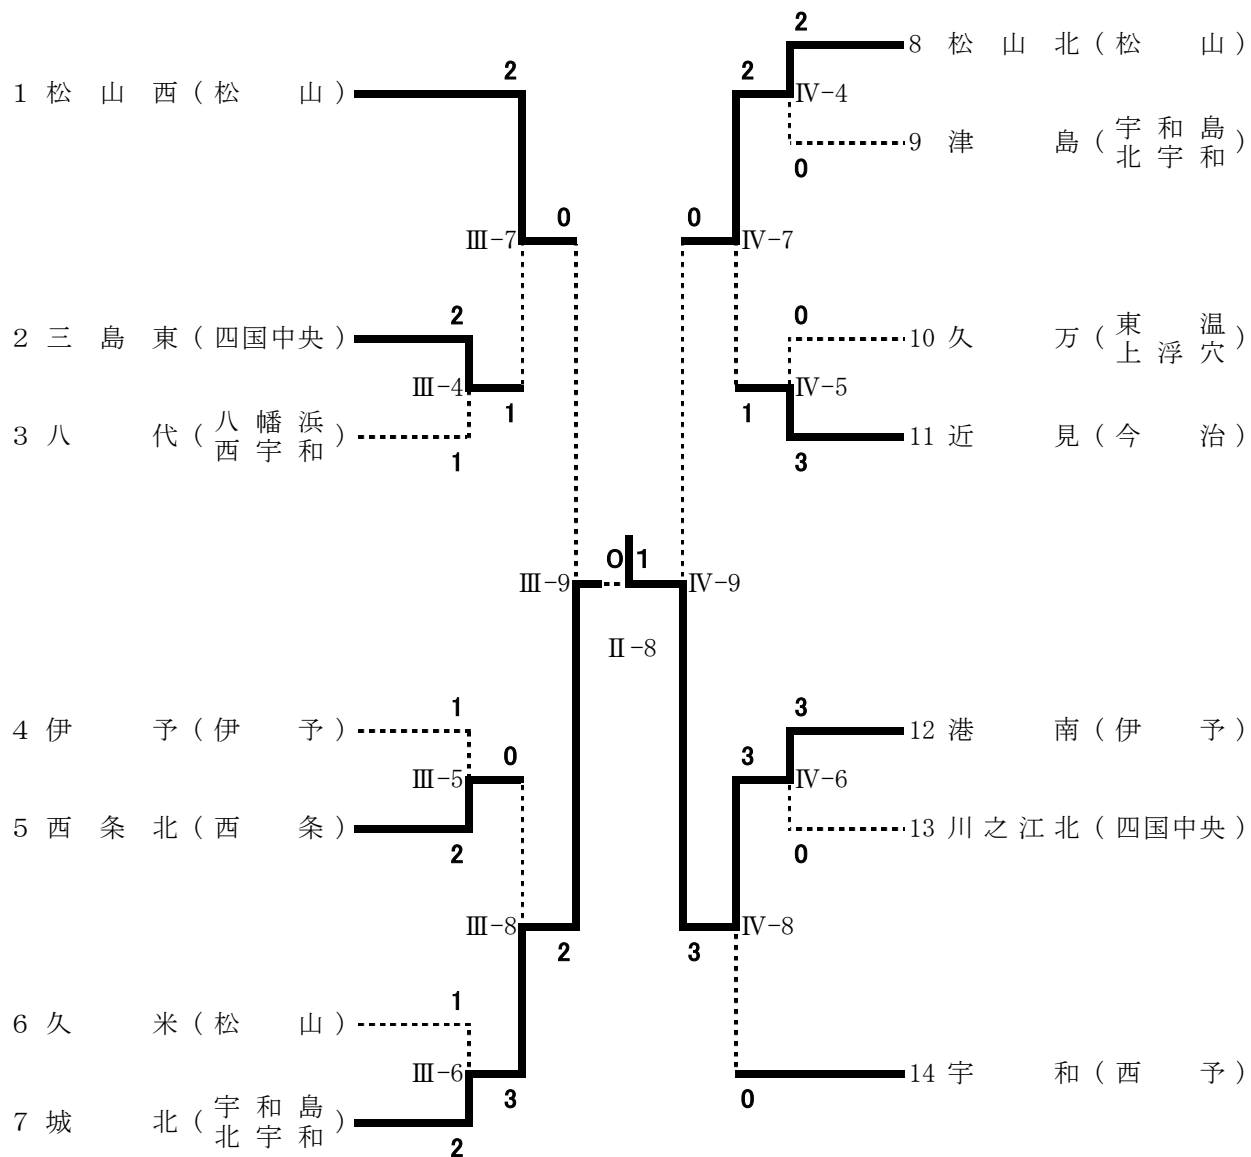 2
8 松山北（松山）
2
2
1 松山西（松山）
Ⅳ-4
9 津島（宇和島北宇和）
0
0
0
Ⅲ-7
Ⅳ-7
2
0
2 三島東（四国中央）
10 久万（東温上浮穴）
Ⅲ-4
Ⅳ-5
1
1
3 八代（八幡浜西宇和）
11 近見（今治）
1
3
0 1
Ⅲ-9
Ⅳ-9
Ⅱ-8
1
3
4 伊予（伊予）
12 港南（伊予）
0
3
Ⅲ-5
Ⅳ-6
5 西条北（西条）
13 川之江北（四国中央）
2
0
Ⅲ-8
Ⅳ-8
2
3
1
6 久米（松山）
Ⅲ-6
14 宇和（西予）
3
0
7 城北（宇和島北宇和）
2